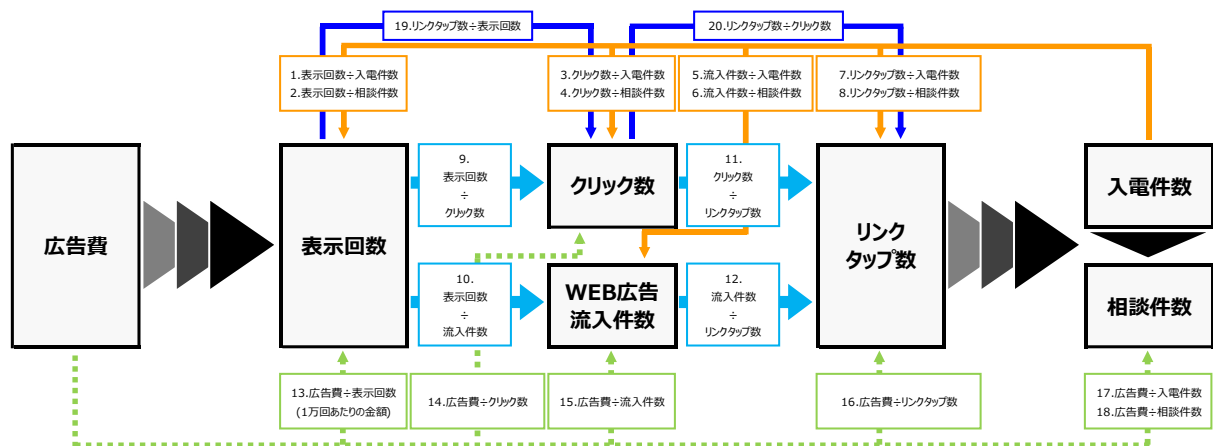 19.リンクタップ数÷表示回数
20.リンクタップ数÷クリック数
1.表示回数÷入電件数
2.表示回数÷相談件数
3.クリック数÷入電件数
4.クリック数÷相談件数
5.流入件数÷入電件数
6.流入件数÷相談件数
7.リンクタップ数÷入電件数
8.リンクタップ数÷相談件数
広告費
表示回数
9.
表示回数
÷
クリック数
クリック数
11.
クリック数
÷
リンクタップ数
リンク
タップ数
入電件数
10.
表示回数
÷
流入件数
WEB広告
流入件数
12.
流入件数
÷
リンクタップ数
相談件数
13.広告費÷表示回数
(1万回あたりの金額)
14.広告費÷クリック数
15.広告費÷流入件数
16.広告費÷リンクタップ数
17.広告費÷入電件数
18.広告費÷相談件数